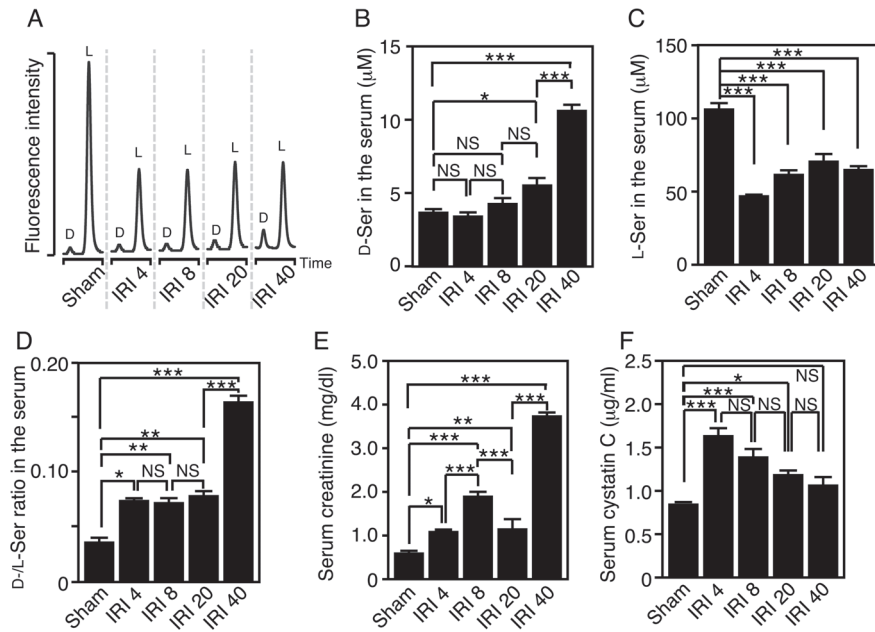 A
Fluorescence intensity
L
L
L
L
L
D
D
D
D
D
Time
Sham
IRI 4
IRI 8
IRI 20
IRI 40
B
D-Ser in the serum (μM)
15
10
5
0
***
***
*
NS
NS
NS
NS
Sham
IRI 4
IRI 8
IRI 20
IRI 40
C
L-Ser in the serum (μM)
150
100
50
0
***
***
***
***
Sham
IRI 4
IRI 8
IRI 20
IRI 40
D
D-/L-Ser ratio in the serum
0.20
0.10
0
***
***
**
**
*
NS
NS
Sham
IRI 4
IRI 8
IRI 20
IRI 40
E
Serum creatinine (mg/dl)
5.0
4.0
3.0
2.0
1.0
0
***
***
**
***
***
***
*
Sham
IRI 4
IRI 8
IRI 20
IRI 40
F
Serum cystatin C (μg/ml)
2.5
2.0
1.5
1.0
0.5
0
NS
*
***
***
NS
NS
NS
Sham
IRI 4
IRI 8
IRI 20
IRI 40